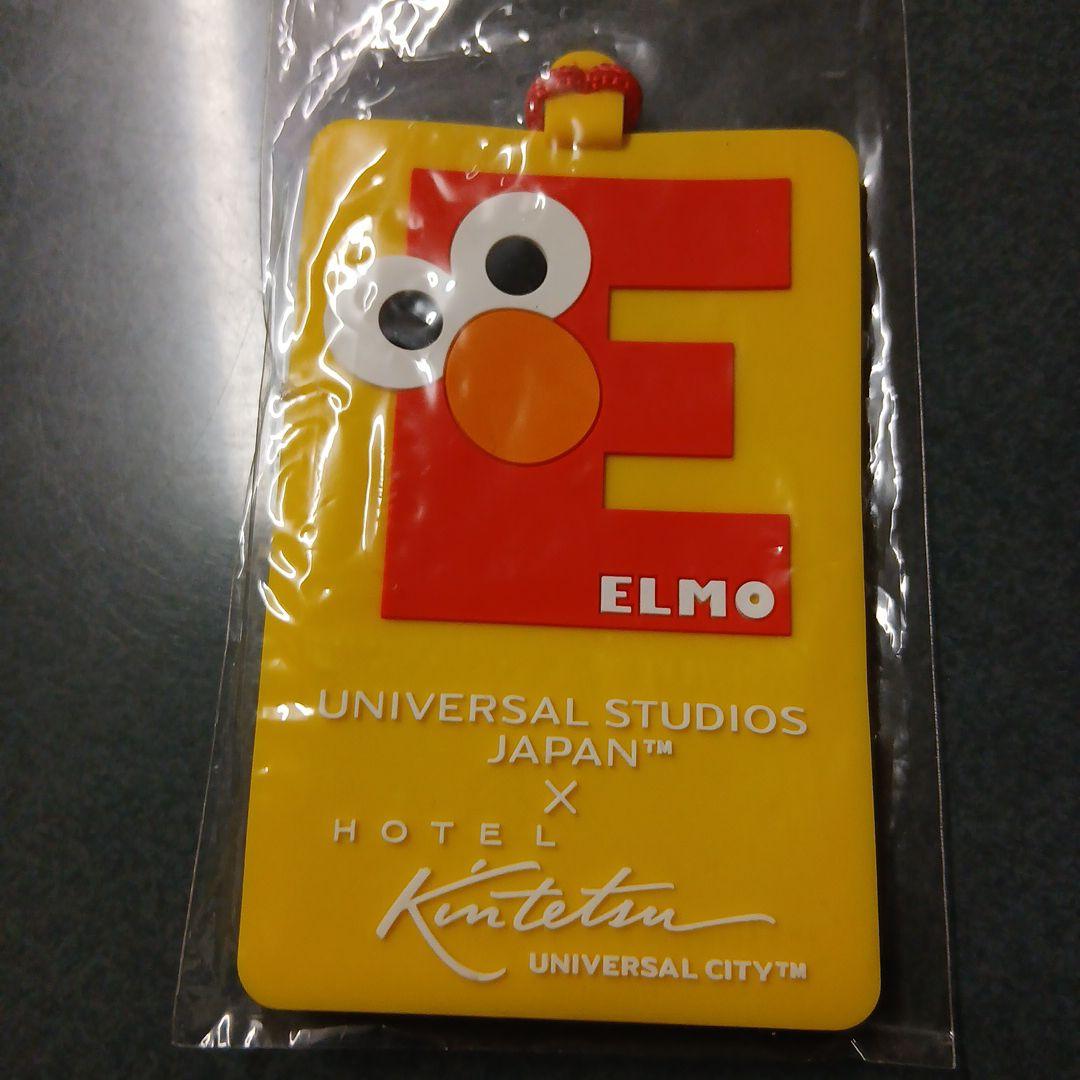 E
ELMO
UNIVERSAL STUDIOS
JAPAN™
X
HOTEL
Kintetsu
UNIVERSAL CITY™